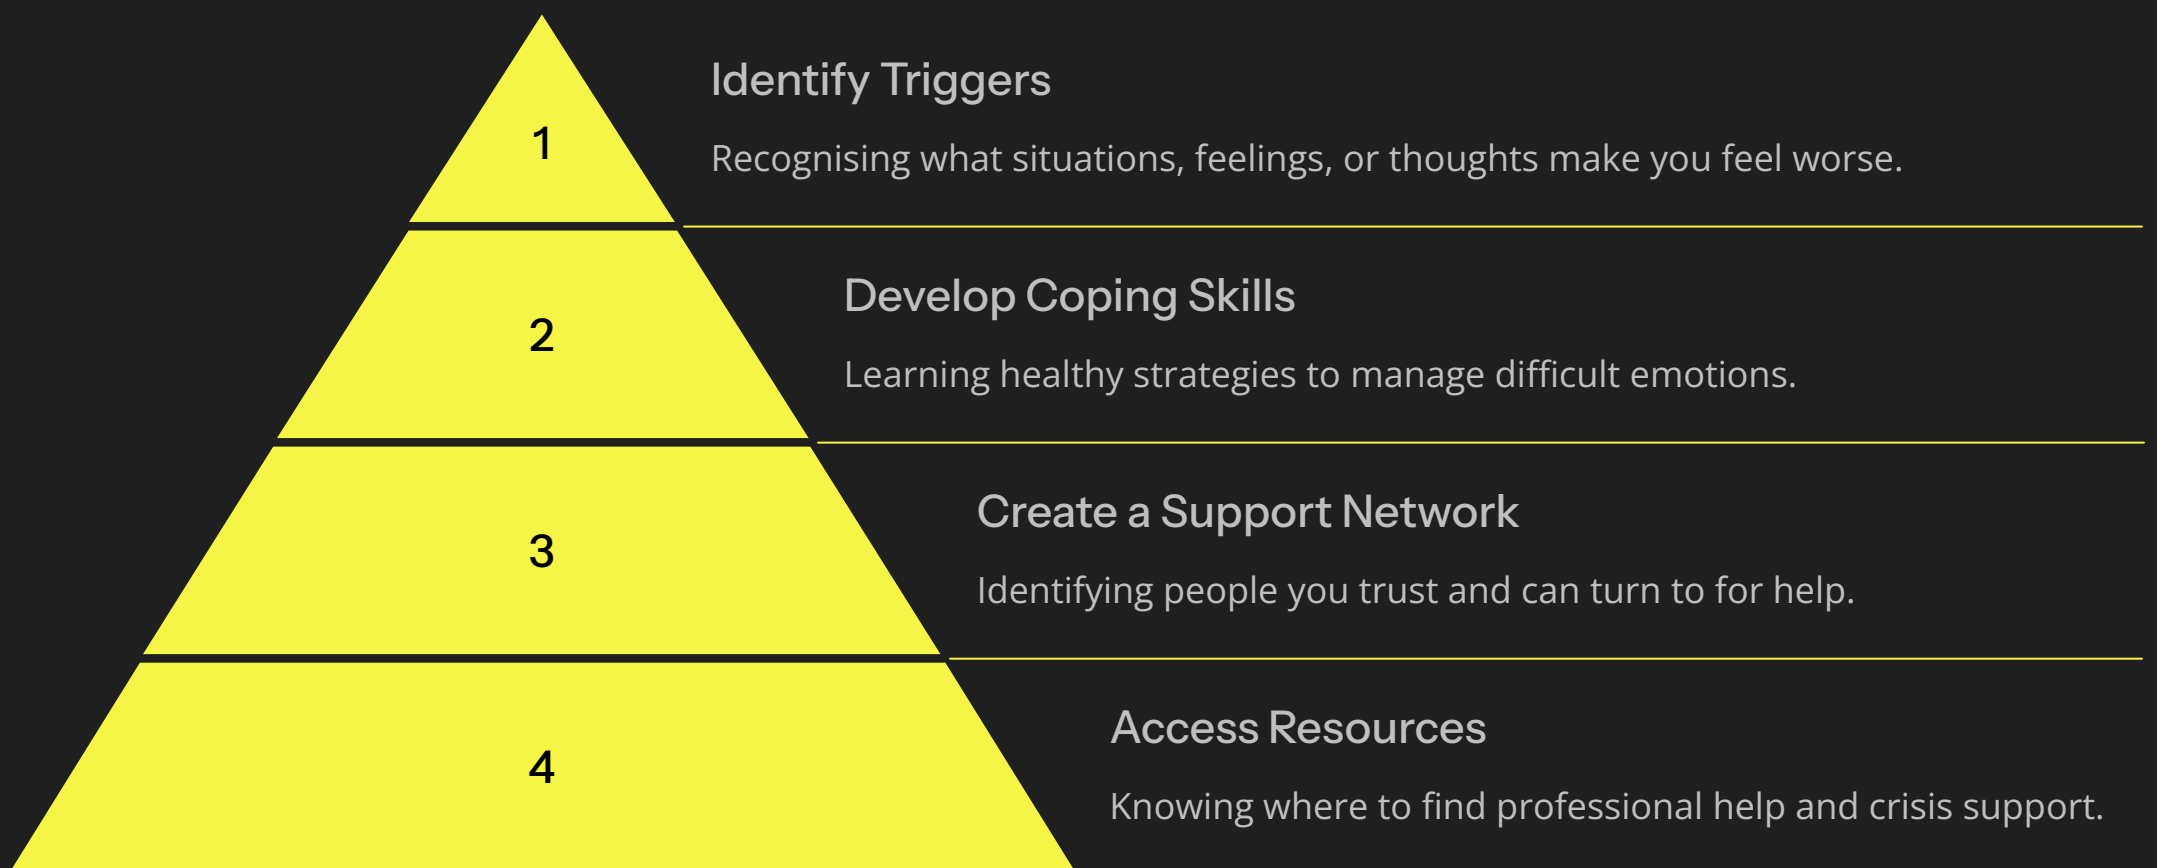 1
Identify Triggers
Recognising what situations, feelings, or thoughts make you feel worse.
2
Develop Coping Skills
Learning healthy strategies to manage difficult emotions.
3
Create a Support Network
Identifying people you trust and can turn to for help.
4
Access Resources
Knowing where to find professional help and crisis support.